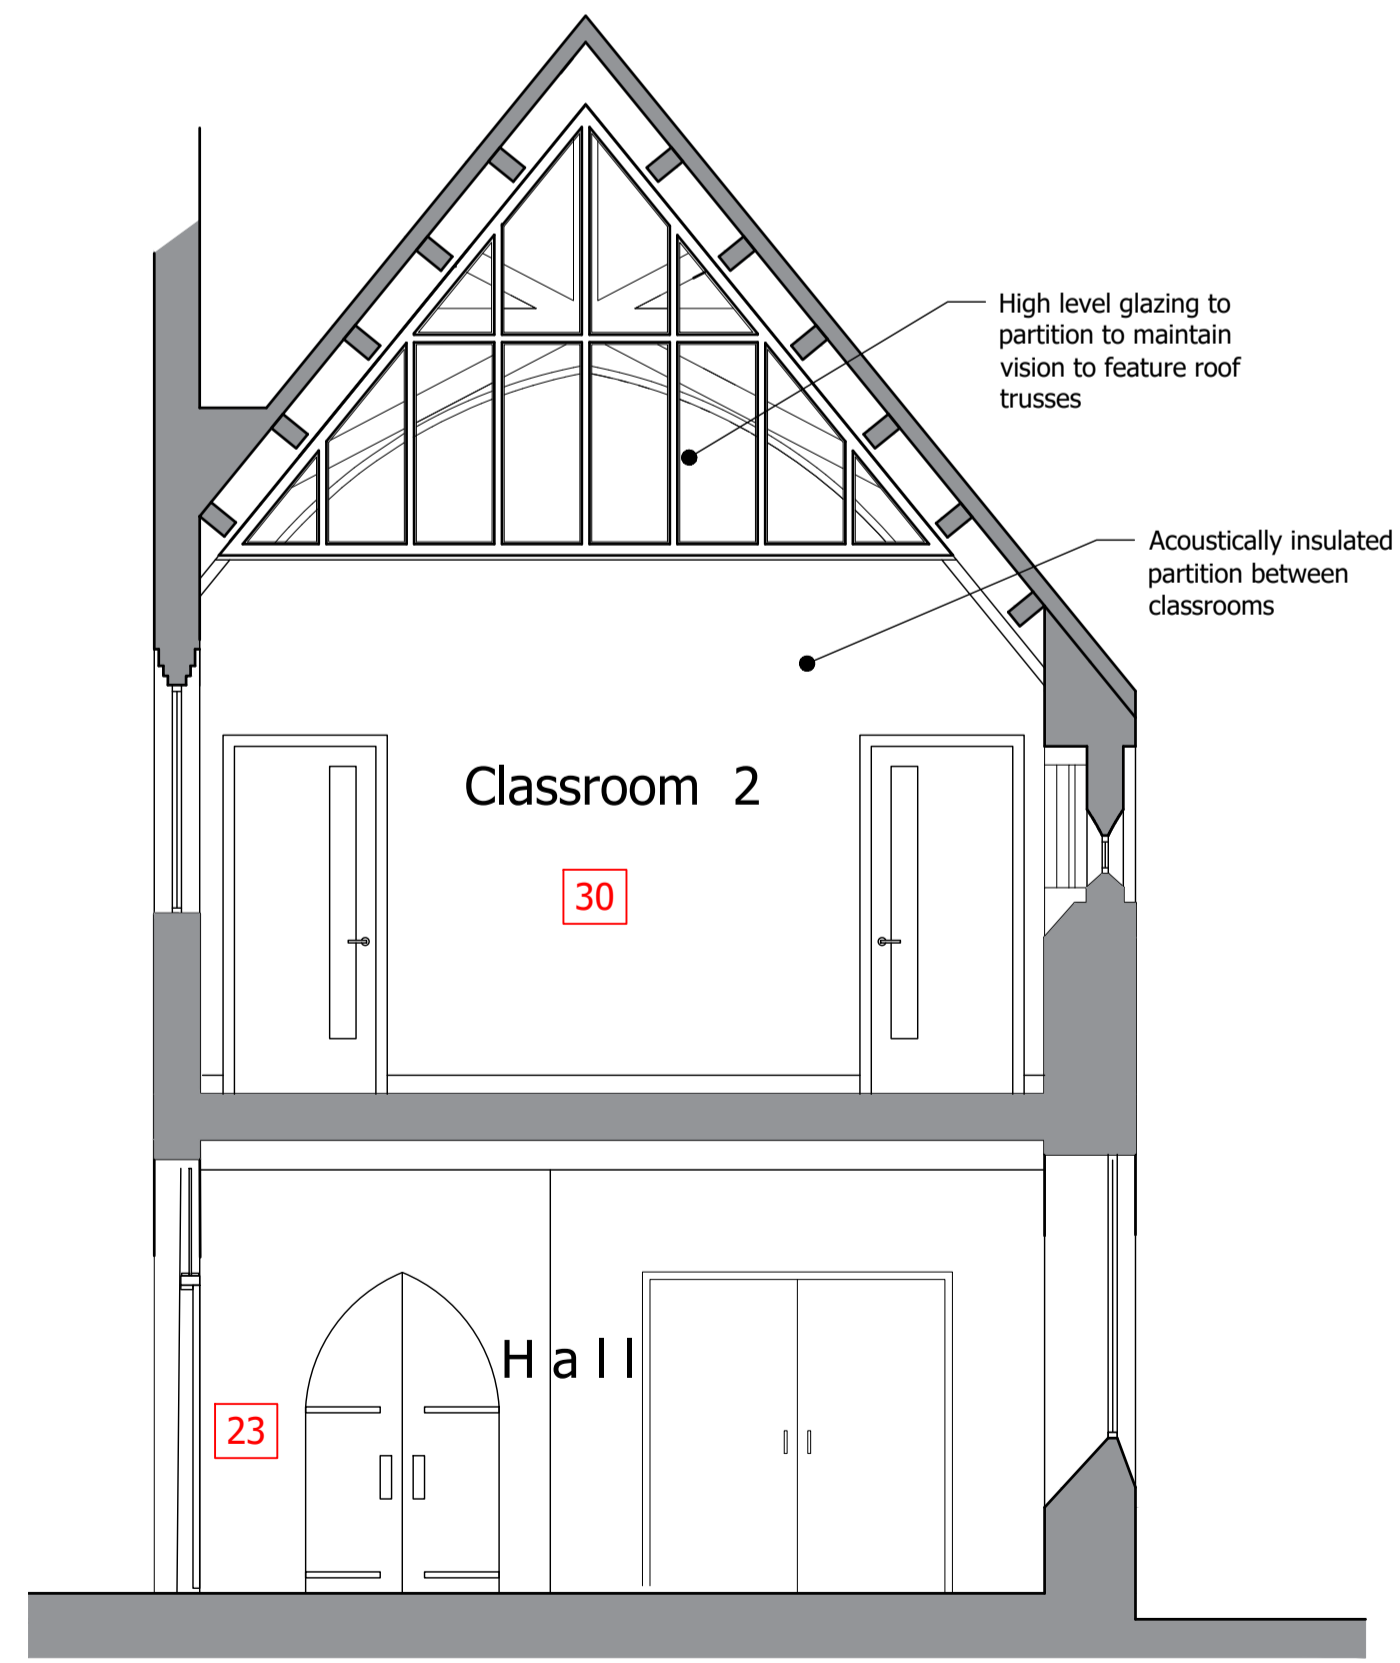 High level glazing to
partition to maintain
vision to feature roof
trusses
Acoustically insulated
partition between
classrooms
Classroom 2
30
Hall
23